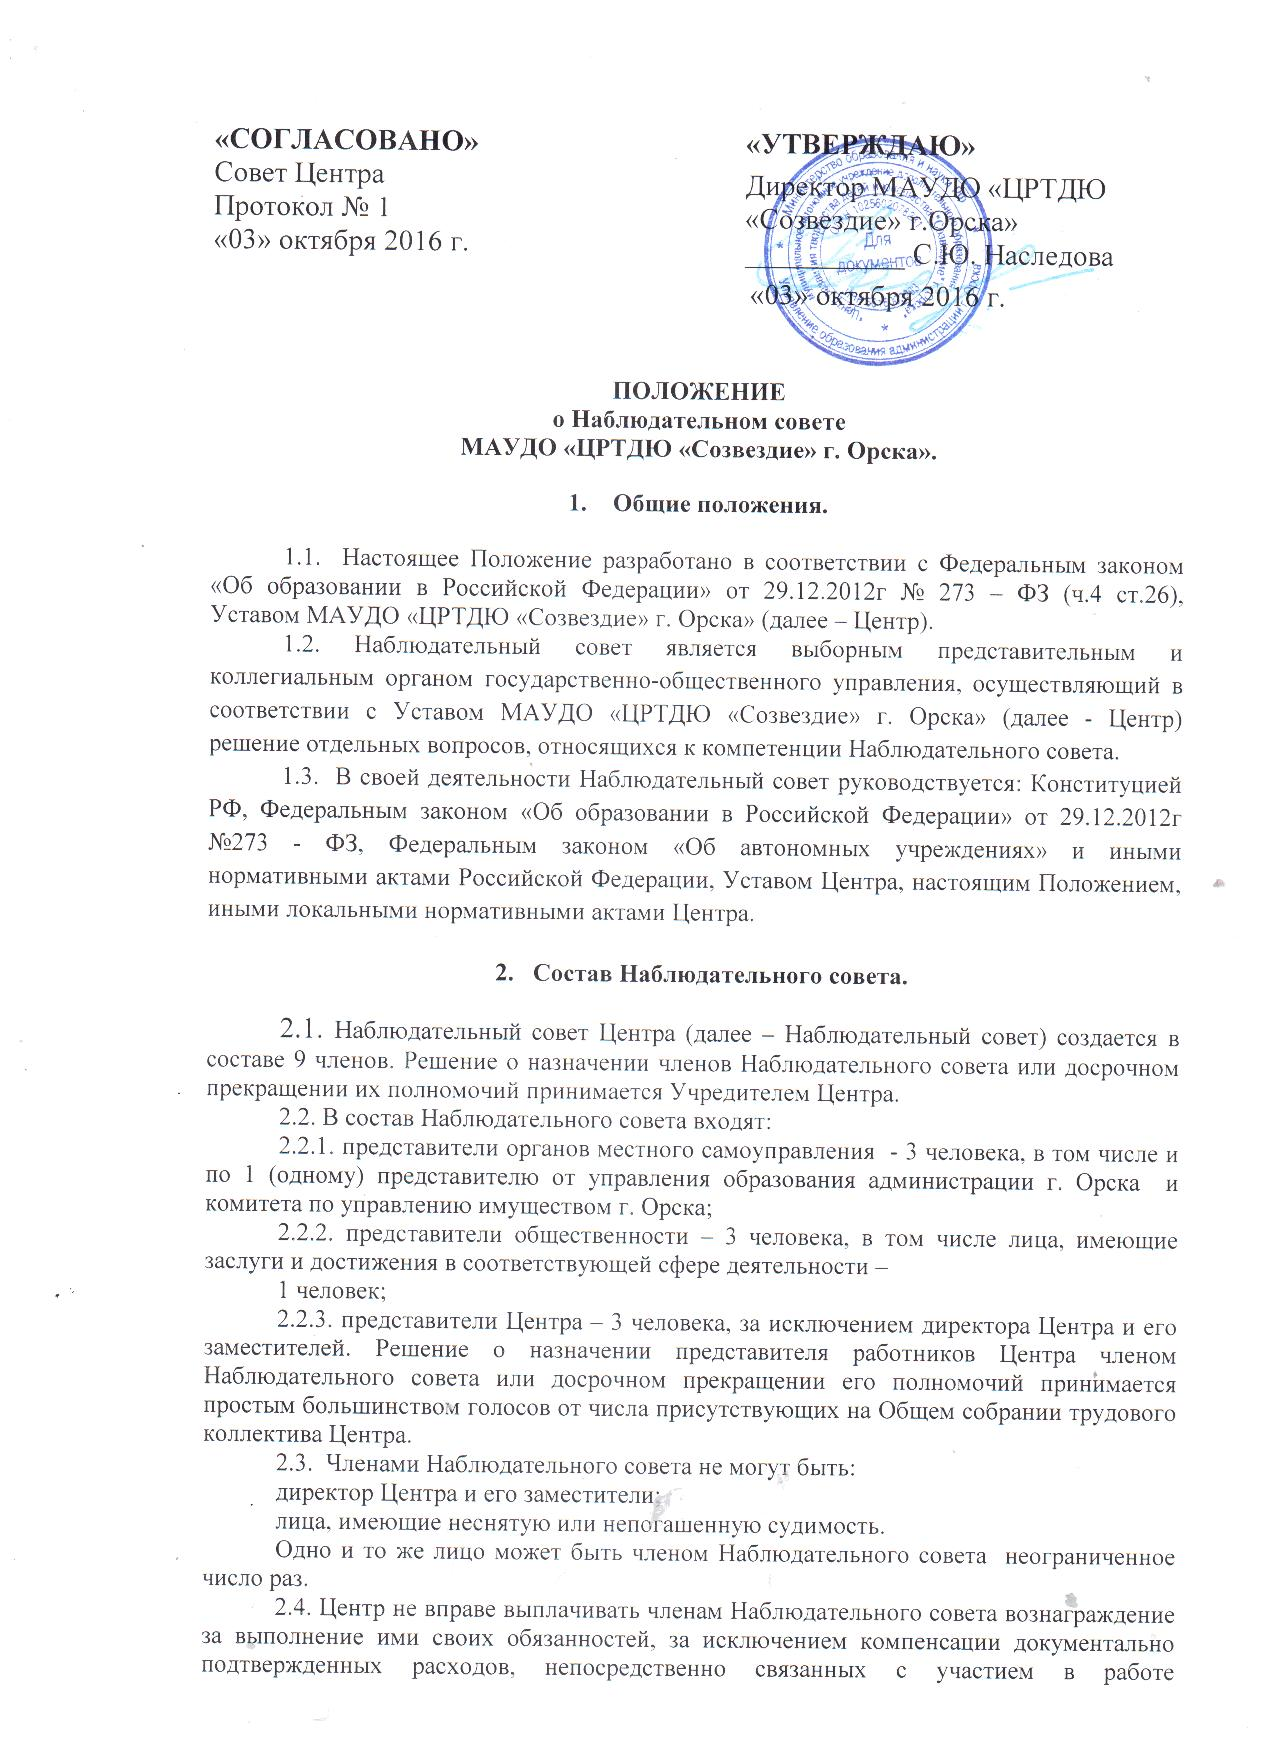 «СОГЛАСОВАНО»
Совет Центра
Протокол № 1
«03» октября 2016 г.
«УТВЕРЖДАЮ»
Директор МАУДО «ЦРТДЮ
«Созвездие» г.Орска»
____________ С.Ю. Наследова
«03» октября 2016 г.
Для
документов
ПОЛОЖЕНИЕ
о Наблюдательном совете
МАУДО «ЦРТДЮ «Созвездие» г. Орска».
1. Общие положения.
1.1. Настоящее Положение разработано в соответствии с Федеральным законом
«Об образовании в Российской Федерации» от 29.12.2012г № 273 – ФЗ (ч.4 ст.26),
Уставом МАУДО «ЦРТДЮ «Созвездие» г. Орска» (далее – Центр).
1.2. Наблюдательный совет является выборным представительным и
коллегиальным органом государственно-общественного управления, осуществляющий в
соответствии с Уставом МАУДО «ЦРТДЮ «Созвездие» г. Орска» (далее - Центр)
решение отдельных вопросов, относящихся к компетенции Наблюдательного совета.
1.3. В своей деятельности Наблюдательный совет руководствуется: Конституцией
РФ, Федеральным законом «Об образовании в Российской Федерации» от 29.12.2012г
№273 - ФЗ, Федеральным законом «Об автономных учреждениях» и иными
нормативными актами Российской Федерации, Уставом Центра, настоящим Положением,
иными локальными нормативными актами Центра.
2. Состав Наблюдательного совета.
2.1. Наблюдательный совет Центра (далее – Наблюдательный совет) создается в
составе 9 членов. Решение о назначении членов Наблюдательного совета или досрочном
прекращении их полномочий принимается Учредителем Центра.
2.2. В состав Наблюдательного совета входят:
2.2.1. представители органов местного самоуправления - 3 человека, в том числе и
по 1 (одному) представителю от управления образования администрации г. Орска и
комитета по управлению имуществом г. Орска;
2.2.2. представители общественности – 3 человека, в том числе лица, имеющие
заслуги и достижения в соответствующей сфере деятельности –
1 человек;
2.2.3. представители Центра – 3 человека, за исключением директора Центра и его
заместителей. Решение о назначении представителя работников Центра членом
Наблюдательного совета или досрочном прекращении его полномочий принимается
простым большинством голосов от числа присутствующих на Общем собрании трудового
коллектива Центра.
2.3. Членами Наблюдательного совета не могут быть:
директор Центра и его заместители;
лица, имеющие неснятую или непогашенную судимость.
Одно и то же лицо может быть членом Наблюдательного совета неограниченное
число раз.
2.4. Центр не вправе выплачивать членам Наблюдательного совета вознаграждение
за выполнение ими своих обязанностей, за исключением компенсации документально
подтвержденных расходов, непосредственно связанных с участием в работе